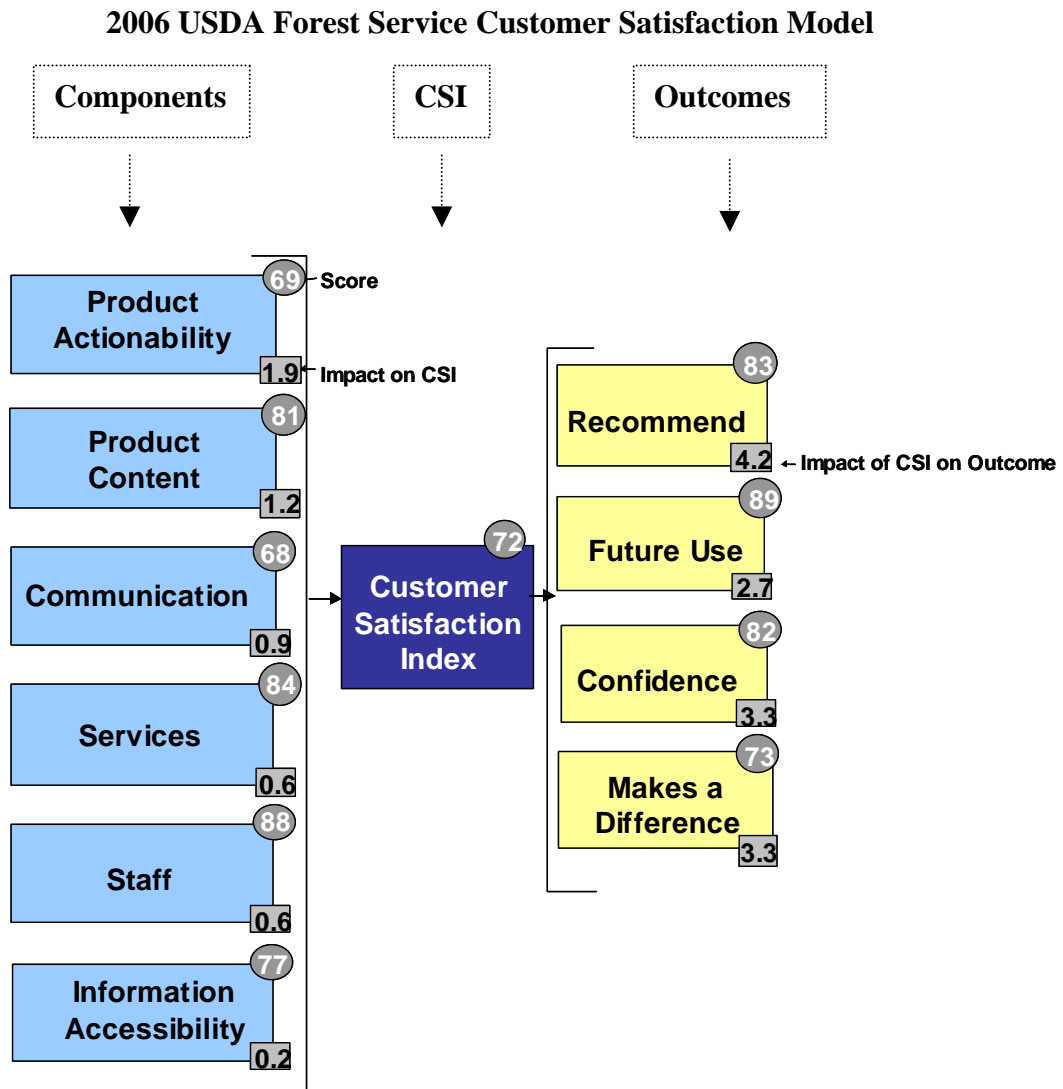 2006 USDA Forest Service Customer Satisfaction Model
Components
CSI
Outcomes
69
Score
Product
Actionability
1.9
Impact on CSI
81
Product
Content
1.2
68
Communication
0.9
84
Services
0.6
88
Staff
0.6
77
Information
Accessibility
0.2
72
Customer
Satisfaction
Index
83
Recommend
4.2
Impact of CSI on Outcome
89
Future Use
2.7
82
Confidence
3.3
73
Makes a
Difference
3.3